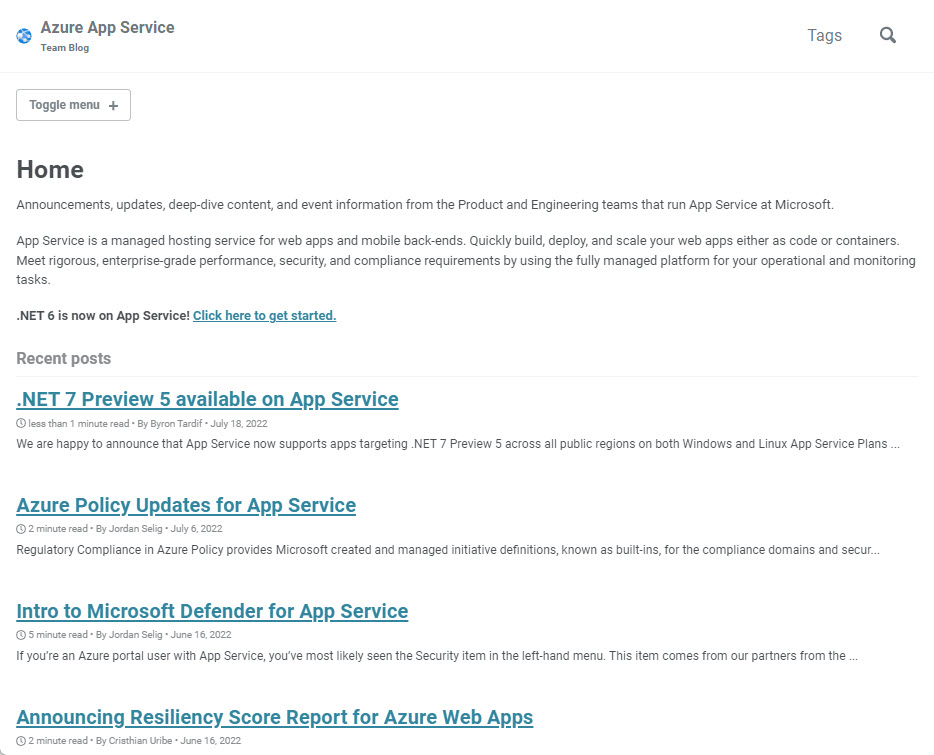 Azure App Service
Team Blog
Tags
Toggle menu +
Home
Announcements, updates, deep-dive content, and event information from the Product and Engineering teams that run App Service at Microsoft.
App Service is a managed hosting service for web apps and mobile back-ends. Quickly build, deploy, and scale your web apps either as code or containers.
Meet rigorous, enterprise-grade performance, security, and compliance requirements by using the fully managed platform for your operational and monitoring
tasks.
.NET 6 is now on App Service! Click here to get started.
Recent posts
.NET 7 Preview 5 available on App Service
less than 1 minute read • By Byron Tardif • July 18, 2022
We are happy to announce that App Service now supports apps targeting .NET 7 Preview 5 across all public regions on both Windows and Linux App Service Plans ...
Azure Policy Updates for App Service
2 minute read • By Jordan Selig • July 6, 2022
Regulatory Compliance in Azure Policy provides Microsoft created and managed initiative definitions, known as built-ins, for the compliance domains and secur...
Intro to Microsoft Defender for App Service
5 minute read • By Jordan Selig • June 16, 2022
If you’re an Azure portal user with App Service, you’ve most likely seen the Security item in the left-hand menu. This item comes from our partners from the ...
Announcing Resiliency Score Report for Azure Web Apps
2 minute read • By Cristhian Uribe • June 16, 2022